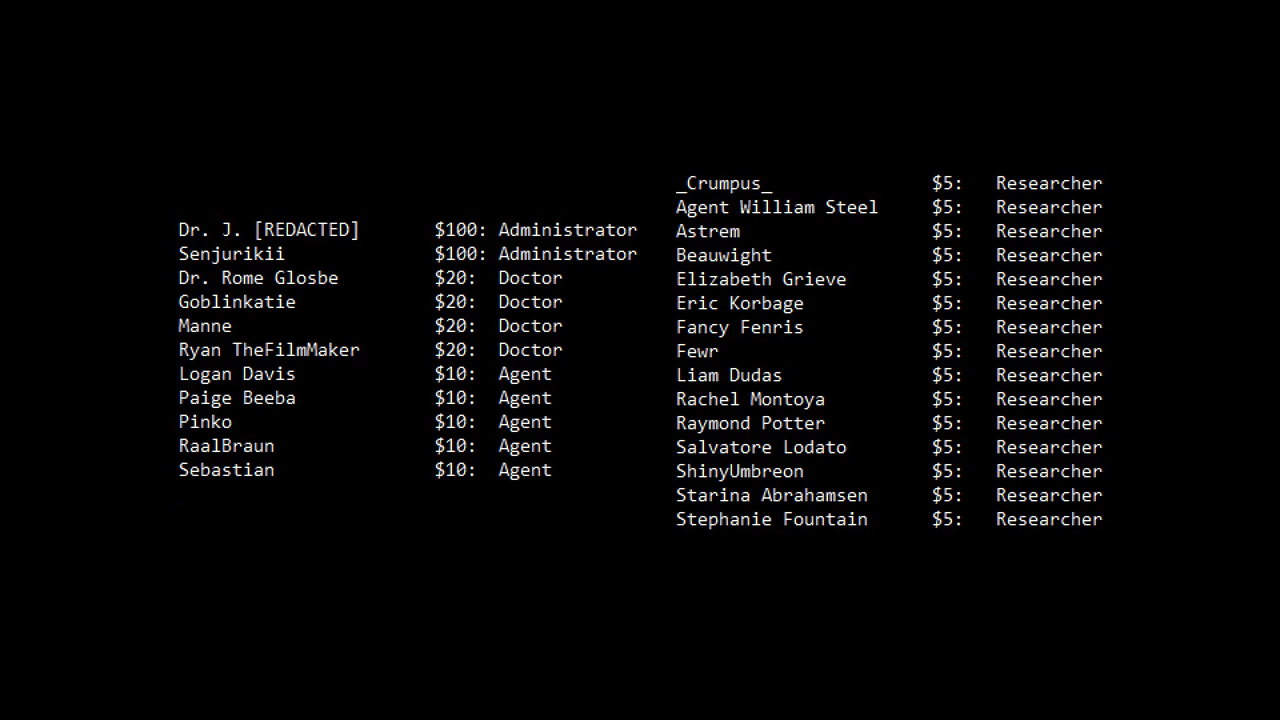 Dr. J. [REDACTED] $100: Administrator
Senjurikii $100: Administrator
Dr. Rome Glosbe $20: Doctor
Goblinkatie $20: Doctor
Manne $20: Doctor
Ryan TheFilmMaker $20: Doctor
Logan Davis $10: Agent
Paige Beeba $10: Agent
Pinko $10: Agent
RaalBraun $10: Agent
Sebastian $10: Agent
_Crumpus_ $5: Researcher
Agent William Steel $5: Researcher
Astrem $5: Researcher
Beauwight $5: Researcher
Elizabeth Grieve $5: Researcher
Eric Korbage $5: Researcher
Fancy Fenris $5: Researcher
Fewr $5: Researcher
Liam Dudas $5: Researcher
Rachel Montoya $5: Researcher
Raymond Potter $5: Researcher
Salvatore Lodato $5: Researcher
ShinyUmbreon $5: Researcher
Starina Abrahamsen $5: Researcher
Stephanie Fountain $5: Researcher